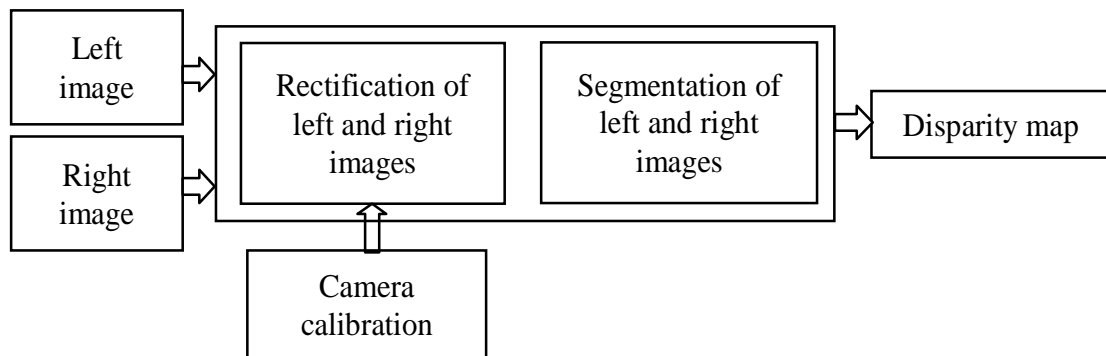 Left
image
Right
image
Rectification of
left and right
images
Segmentation of
left and right
images
Disparity map
Camera
calibration